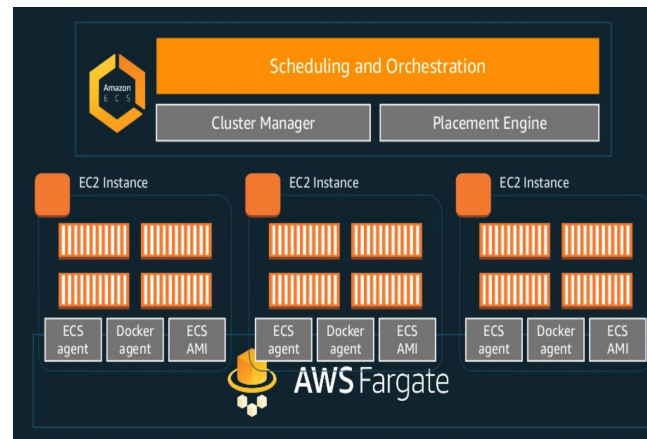 Amazon
ECS
Scheduling and Orchestration
Cluster Manager
Placement Engine
EC2 Instance
EC2 Instance
EC2 Instance
ECS
agent
Docker
agent
ECS
AMI
ECS
agent
Docker
agent
ECS
AMI
ECS
agent
Docker
agent
ECS
AMI
AWS Fargate